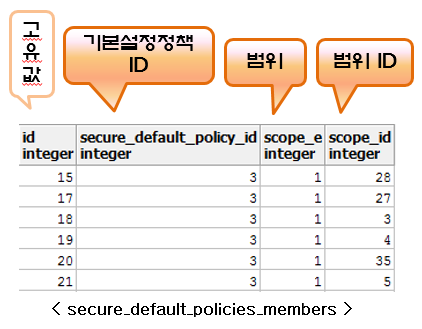 고
유
값
기본설정정책
ID
범위
범위 ID
id secure_default_policy_id scope_e scope_id
integer integer integer integer
15 3 1 28
17 3 1 27
18 3 1 3
19 3 1 4
20 3 1 35
21 3 1 5
< secure_default_policies_members >